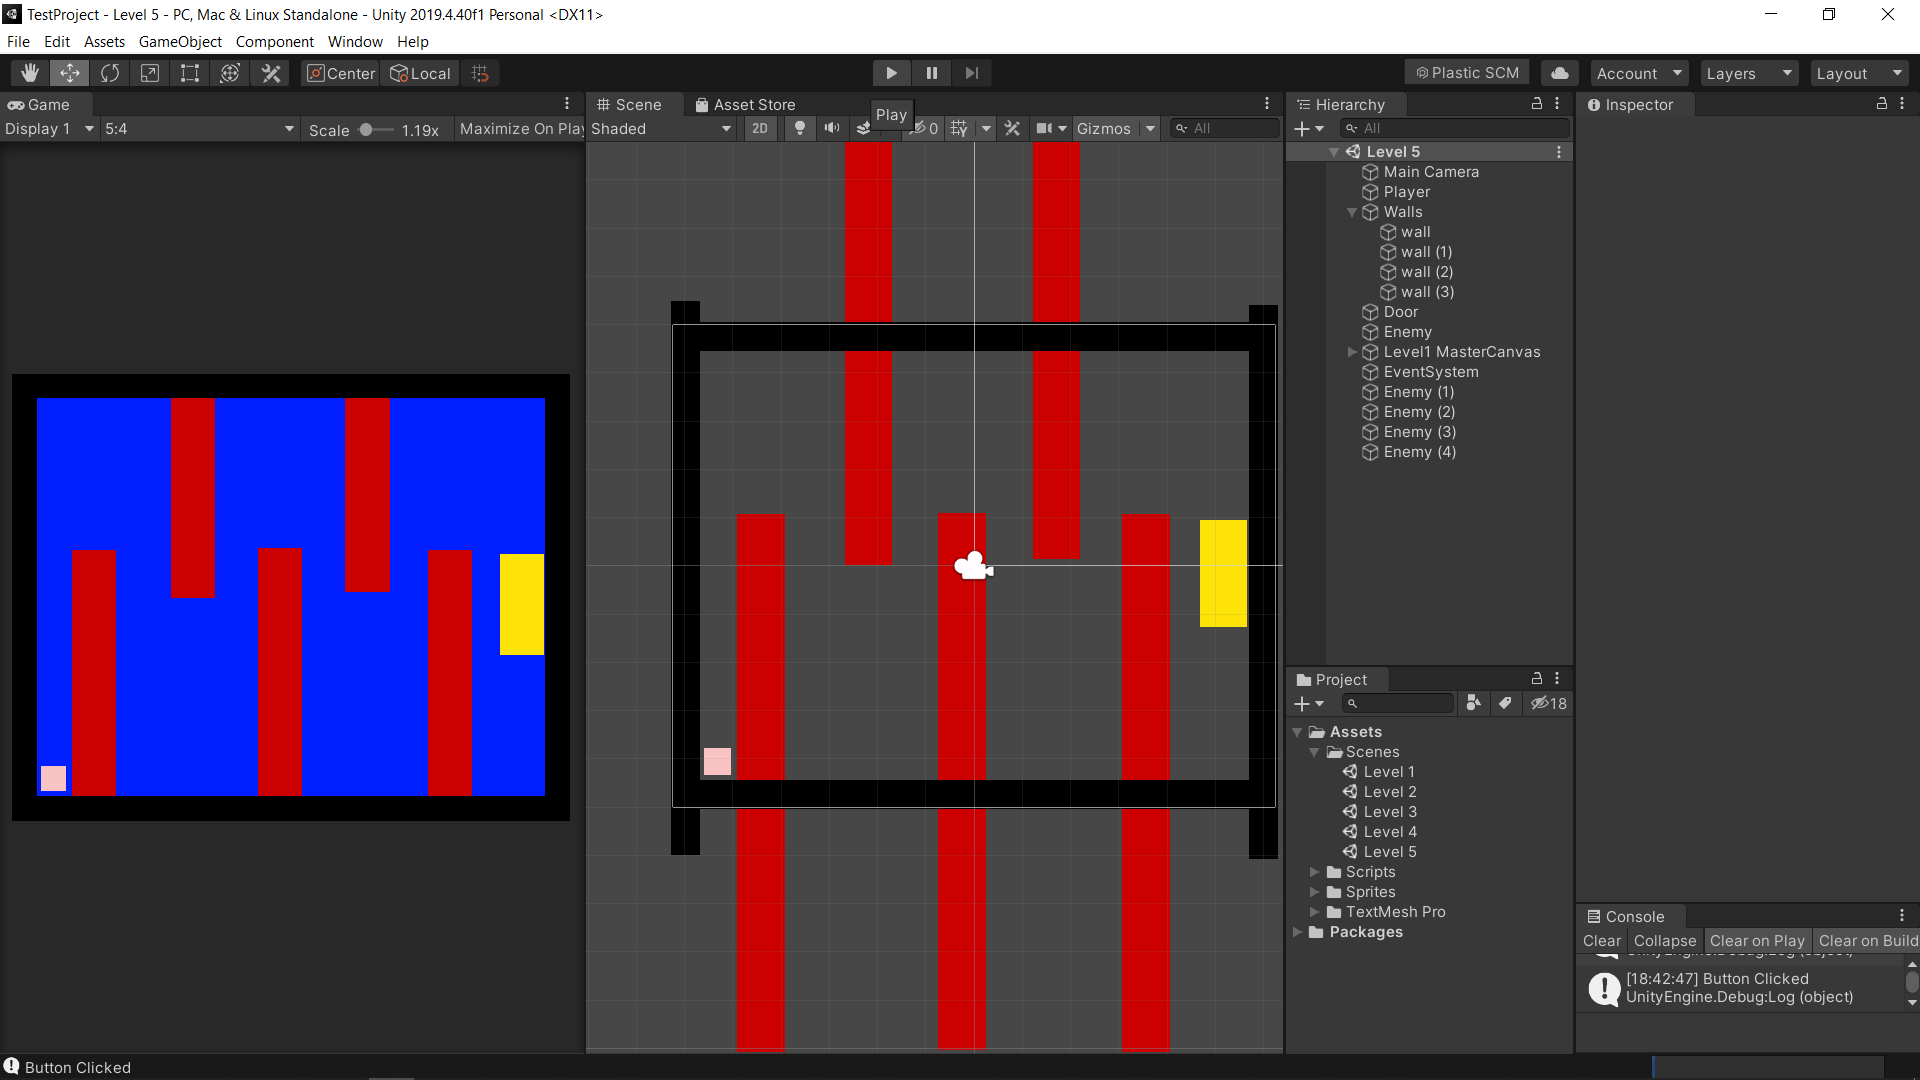 TestProject - Level 5 - PC, Mac & Linux Standalone - Unity 2019.4.40f1 Personal <DX11>
File Edit Assets GameObject Component Window Help
Center Local Plastic SCM Account Layers Layout
Game
Display 1 5:4 Scale 1.19x Maximize On Play
Scene Asset Store
Shaded 2D 0 Gizmos All
Play
Hierarchy
All
Level 5
Main Camera
Player
Walls
wall
wall (1)
wall (2)
wall (3)
Door
Enemy
Level1 MasterCanvas
EventSystem
Enemy (1)
Enemy (2)
Enemy (3)
Enemy (4)
Project
18
Assets
Scenes
Level 1
Level 2
Level 3
Level 4
Level 5
Scripts
Sprites
TextMesh Pro
Packages
Inspector
Console
Clear Collapse Clear on Play Clear on Build
UnityEngine.Debug:Log (object)
[18:42:47] Button Clicked
UnityEngine.Debug:Log (object)
Button Clicked